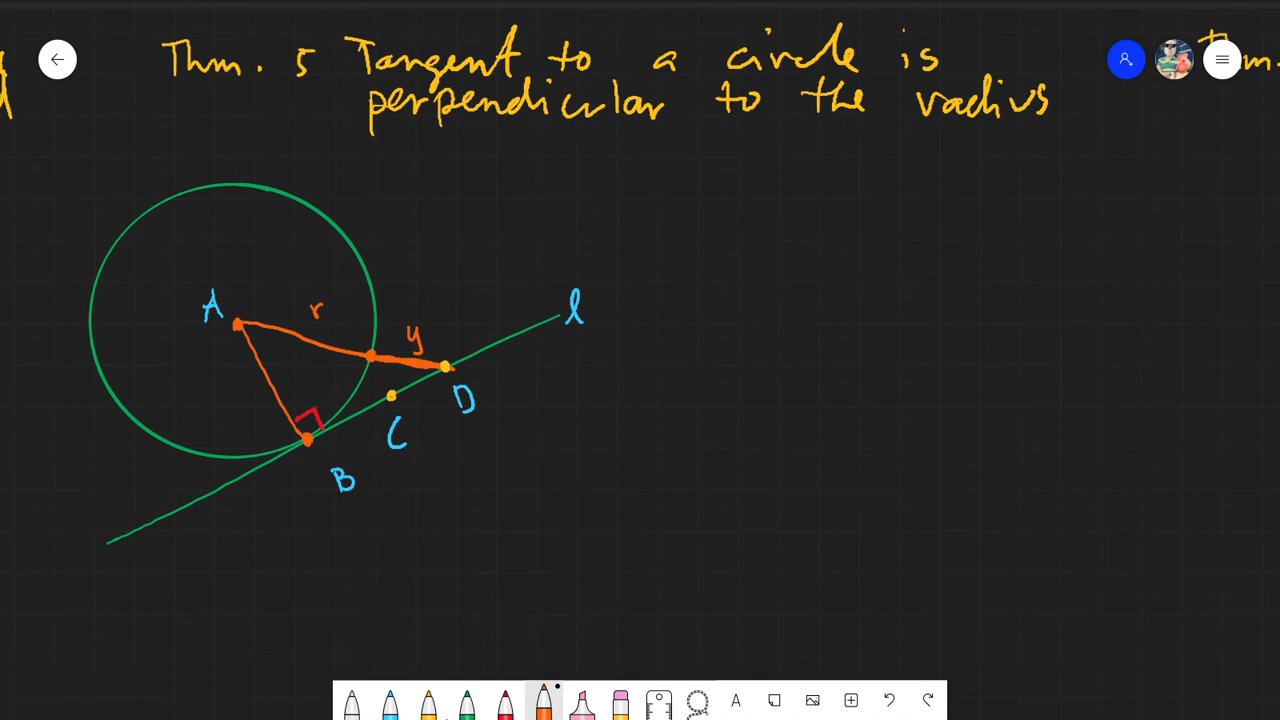 Thm. 5 Tangent to a circle is
perpendicular to the radius
A
r
y
l
D
C
B
A